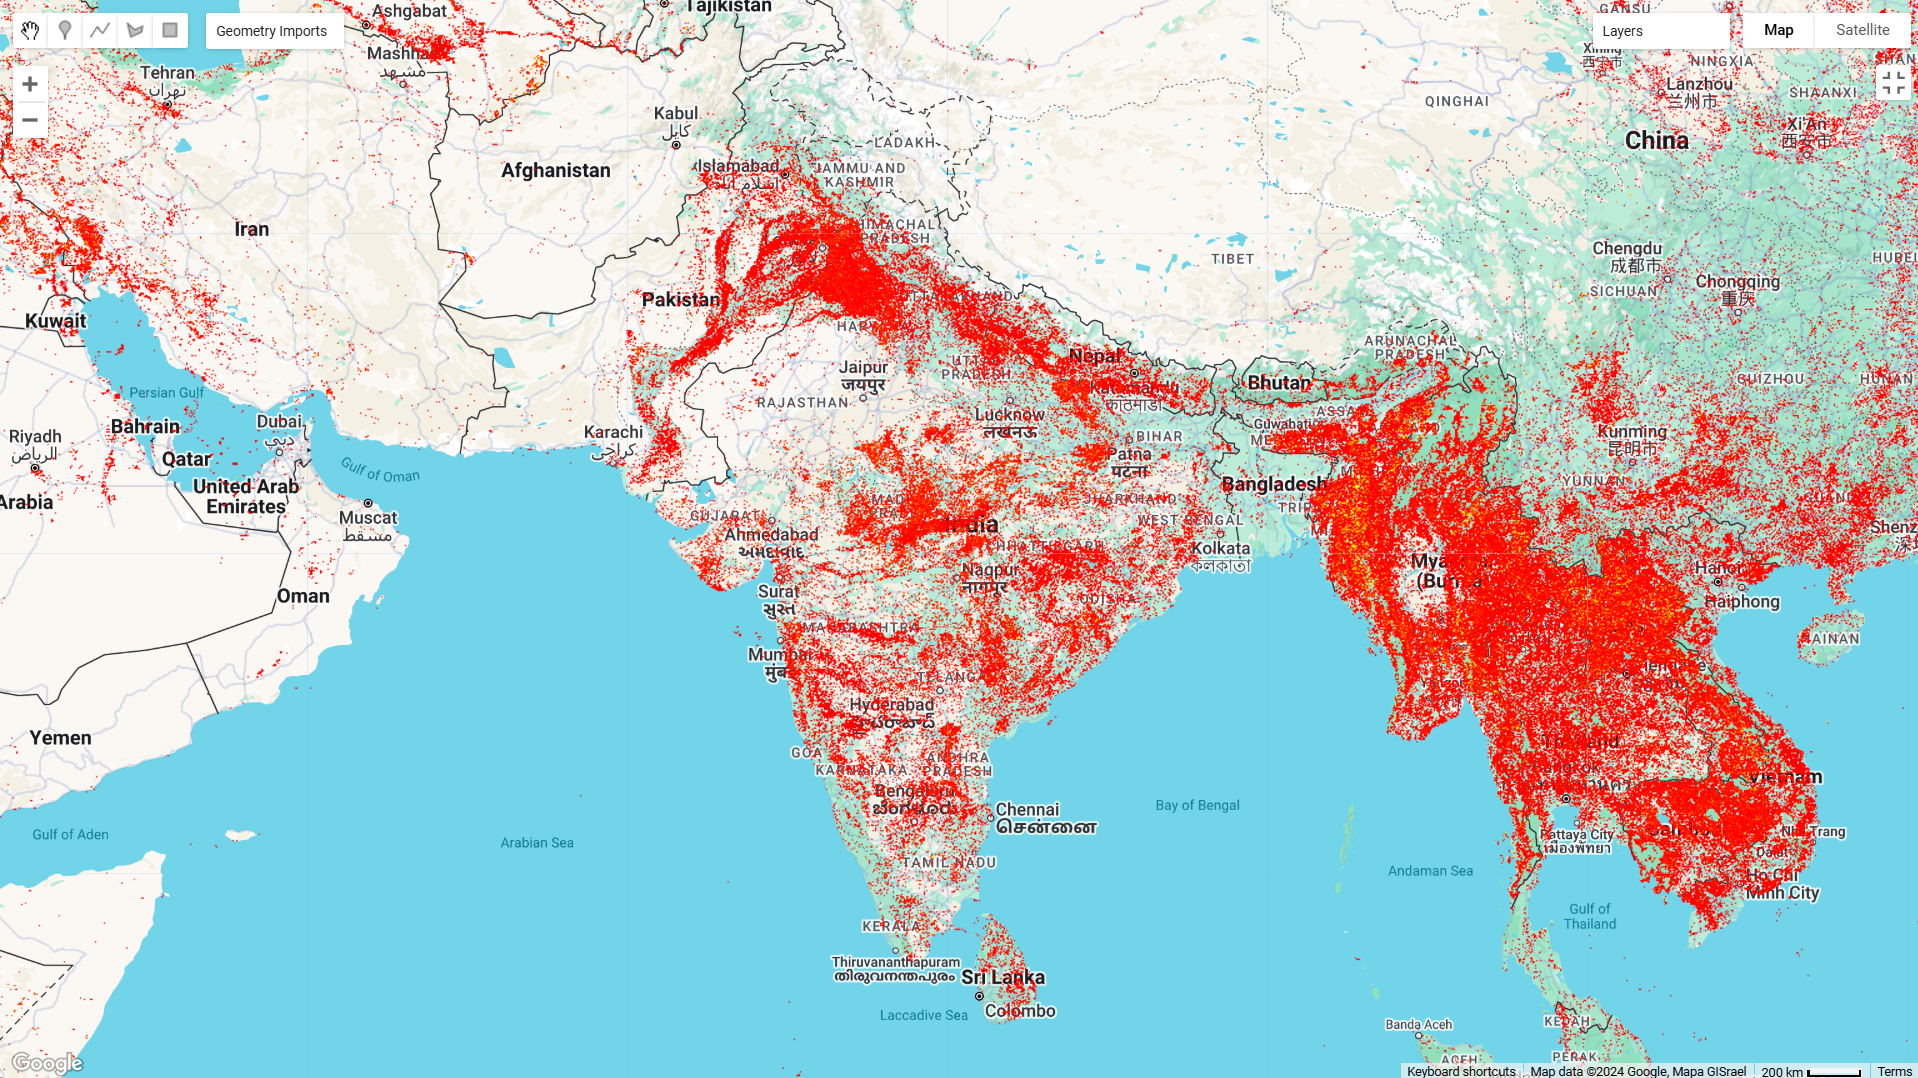 Geometry Imports
Layers
Map
Satellite
Ashgabat
Tajikistan
GANSU
Xining
西宁市
NINGXIA
Mashhad
مشهد
Tehran
تهران
Lanzhou
兰州市
SHAANXI
QINGHAI
Kabul
کابل
Xi'An
西安市
China
LADAKH
Islamabad
اسلام آباد
JAMMU AND
KASHMIR
Afghanistan
Iran
HIMACHAL
PRADESH
Chengdu
成都市
TIBET
HUBEI
Chongqing
重庆
SICHUAN
Pakistan
Kuwait
ARUNACHAL
PRADESH
Nepal
UTTAR
PRADESH
Jaipur
जयपुर
Bhutan
GUIZHOU
HUNAN
Persian Gulf
Kathmandu
काठमाडौं
RAJASTHAN
Lucknow
लखनऊ
Dubai
دبي
Bahrain
Riyadh
الرياض
Karachi
کراچی
Guwahati
Kunming
昆明市
BIHAR
Patna
पटना
Qatar
Gulf of Oman
YUNNAN
Bangladesh
United Arab
Emirates
Arabia
JHARKHAND
Muscat
مسقط
GUJARAT
India
WEST BENGAL
Ahmedabad
અમદાવાદ
Kolkata
কলকাতা
Nagpur
नागपूर
Hanoi
Haiphong
Oman
Surat
સુરત
ODISHA
MAHARASHTRA
HAINAN
Mumbai
TELANGANA
Hyderabad
Yemen
GOA
ANDHRA
PRADESH
KARNATAKA
Thailand
Vietnam
Bengaluru
Chennai
சென்னை
Bay of Bengal
Gulf of Aden
Arabian Sea
Pattaya City
เมืองพัทยา
Nha Trang
Dalat
TAMIL NADU
Andaman Sea
Ho Chi
Minh City
Gulf of
Thailand
KERALA
Thiruvananthapuram
തിരുവനന്തപുരം
Sri Lanka
Colombo
Laccadive Sea
Banda Aceh
KEDAH
PERAK
ACEH
Google
Keyboard shortcuts
Map data ©2024 Google, Mapa GISrael
200 km
Terms